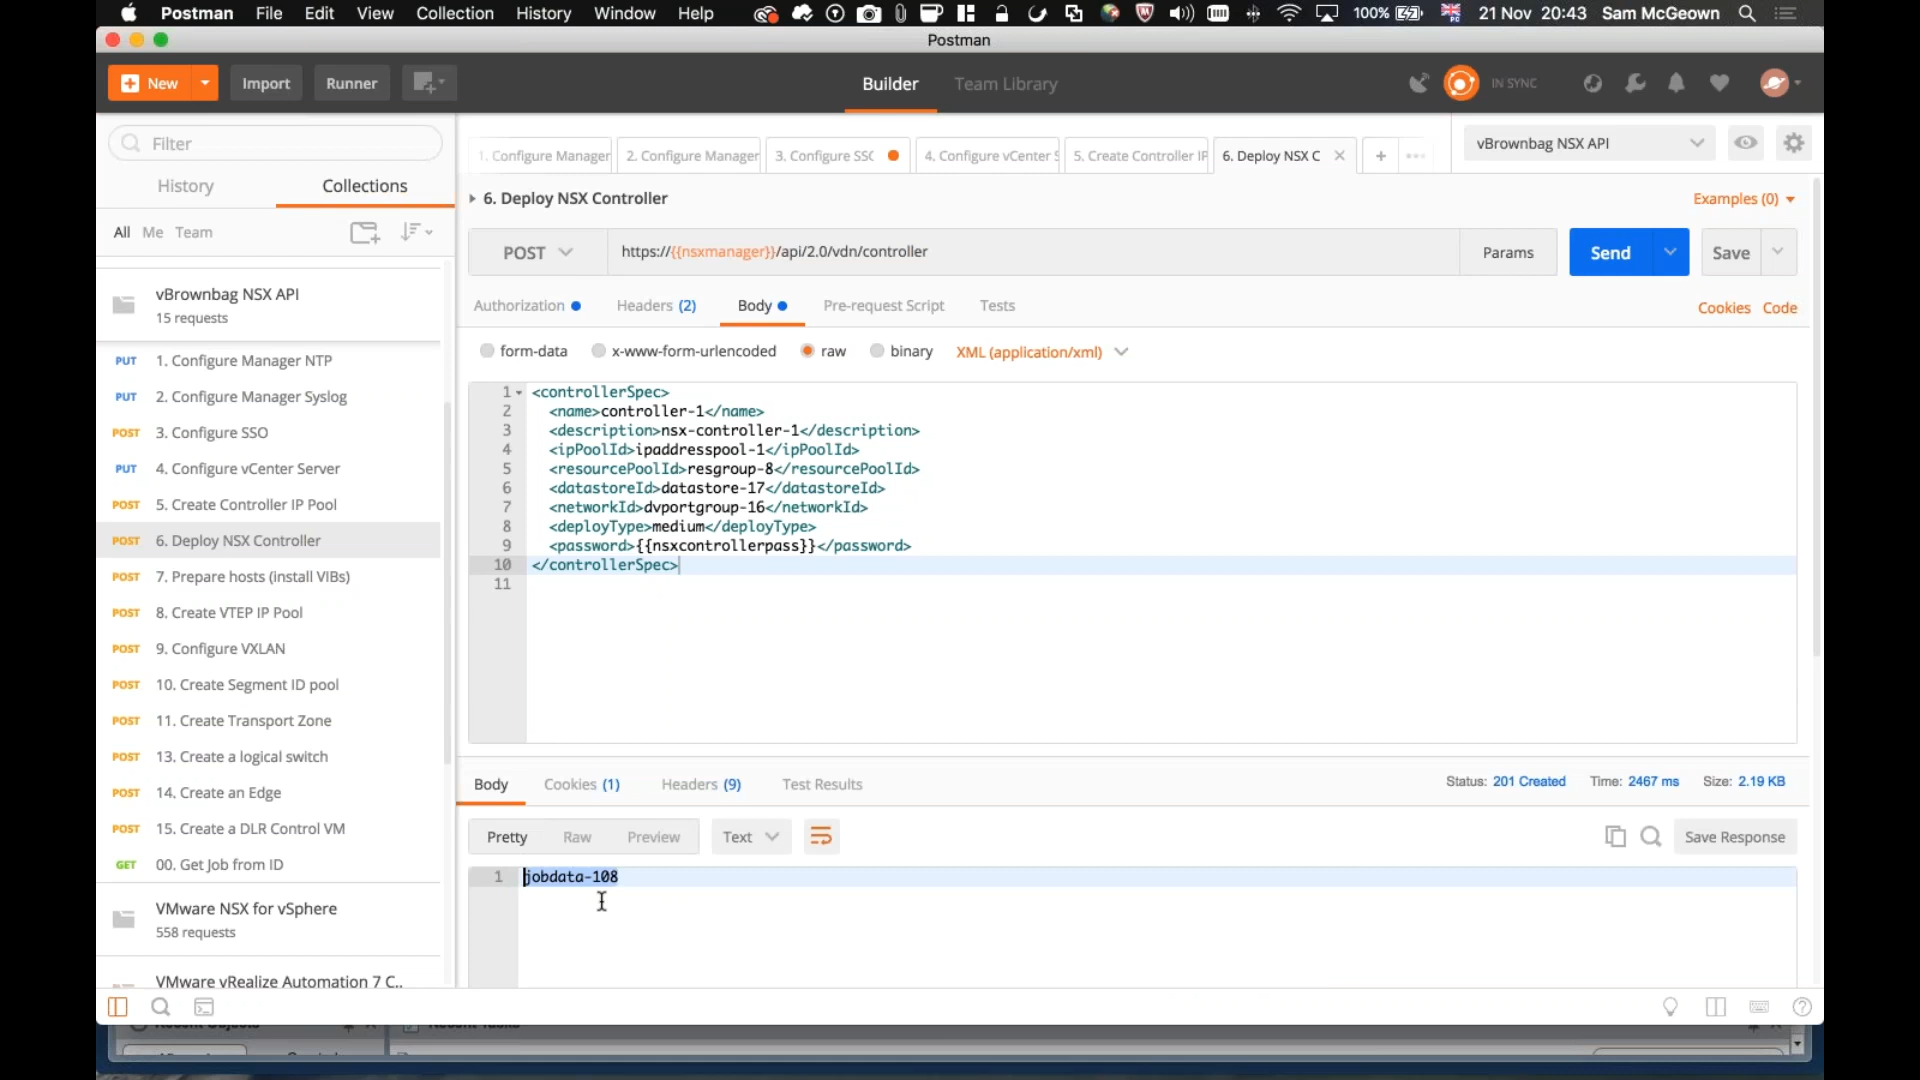 Postman File Edit View Collection History Window Help 100% 21 Nov 20:43 Sam McGeown
Postman
New Import Runner Builder Team Library IN SYNC
Filter
History Collections
All Me Team
vBrownbag NSX API
15 requests
PUT 1. Configure Manager NTP
PUT 2. Configure Manager Syslog
POST 3. Configure SSO
PUT 4. Configure vCenter Server
POST 5. Create Controller IP Pool
POST 6. Deploy NSX Controller
POST 7. Prepare hosts (install VIBs)
POST 8. Create VTEP IP Pool
POST 9. Configure VXLAN
POST 10. Create Segment ID pool
POST 11. Create Transport Zone
POST 13. Create a logical switch
POST 14. Create an Edge
POST 15. Create a DLR Control VM
GET 00. Get Job from ID
VMware NSX for vSphere
558 requests
VMware vRealize Automation 7 C..
1. Configure Manager 2. Configure Manager 3. Configure SSC 4. Configure vCenter S 5. Create Controller IP 6. Deploy NSX C
vBrownbag NSX API
6. Deploy NSX Controller
Examples (0)
POST https://{{nsxmanager}}/api/2.0/vdn/controller Params Send Save
Authorization Headers (2) Body Pre-request Script Tests Cookies Code
form-data x-www-form-urlencoded raw binary XML (application/xml)
1 <controllerSpec>
2 <name>controller-1</name>
3 <description>nsx-controller-1</description>
4 <ipPoolId>ipaddresspool-1</ipPoolId>
5 <resourcePoolId>resgroup-8</resourcePoolId>
6 <datastoreId>datastore-17</datastoreId>
7 <networkId>dvportgroup-16</networkId>
8 <deployType>medium</deployType>
9 <password>{{nsxcontrollerpass}}</password>
10 </controllerSpec>
11
Body Cookies (1) Headers (9) Test Results Status: 201 Created Time: 2467 ms Size: 2.19 KB
Pretty Raw Preview Text Save Response
1 jobdata-108